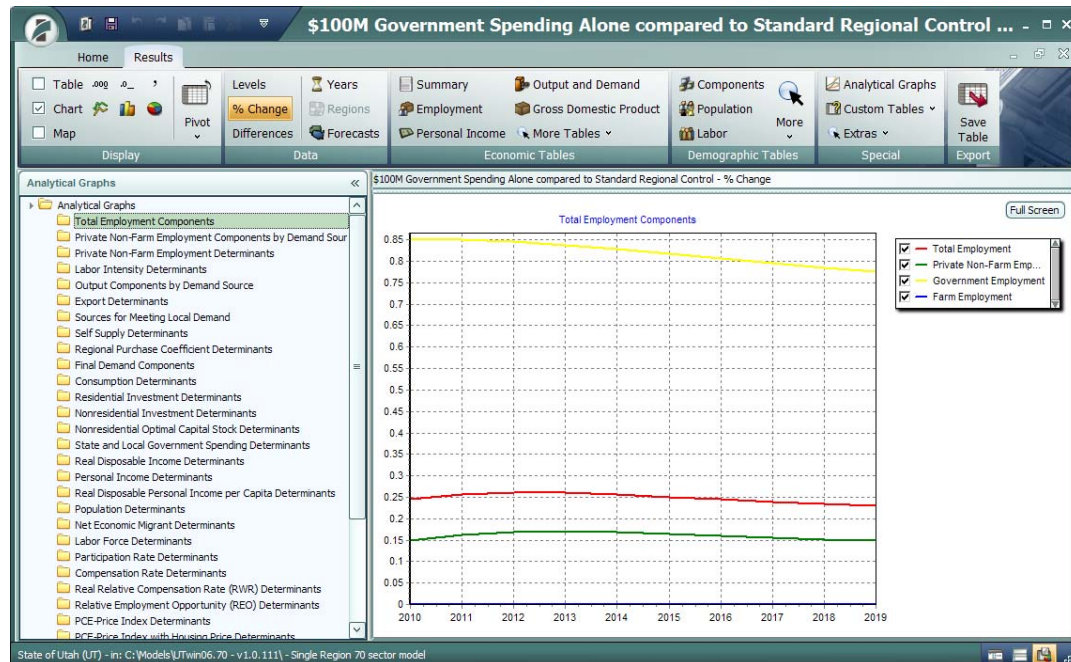 $100M Government Spending Alone compared to Standard Regional Control ...
Home Results
Table .000 .0_ ,
Chart
Map
Pivot
Display
Levels
% Change
Differences
Years
Regions
Forecasts
Data
Summary
Employment
Personal Income
Output and Demand
Gross Domestic Product
More Tables
Economic Tables
Components
Population
Labor
More
Demographic Tables
Analytical Graphs
Custom Tables
Extras
Special
Save
Table
Export
Analytical Graphs «
Analytical Graphs
Total Employment Components
Private Non-Farm Employment Components by Demand Sour
Private Non-Farm Employment Determinants
Labor Intensity Determinants
Output Components by Demand Source
Export Determinants
Sources for Meeting Local Demand
Self Supply Determinants
Regional Purchase Coefficient Determinants
Final Demand Components
Consumption Determinants
Residential Investment Determinants
Nonresidential Investment Determinants
Nonresidential Optimal Capital Stock Determinants
State and Local Government Spending Determinants
Real Disposable Income Determinants
Personal Income Determinants
Real Disposable Personal Income per Capita Determinants
Population Determinants
Net Economic Migrant Determinants
Labor Force Determinants
Participation Rate Determinants
Compensation Rate Determinants
Real Relative Compensation Rate (RWR) Determinants
Relative Employment Opportunity (REO) Determinants
PCE-Price Index Determinants
PCE-Price Index with Housing Price Determinants
$100M Government Spending Alone compared to Standard Regional Control - % Change
Full Screen
Total Employment Components
0.85
0.8
0.75
0.7
0.65
0.6
0.55
0.5
0.45
0.4
0.35
0.3
0.25
0.2
0.15
0.1
0.05
0
2010 2011 2012 2013 2014 2015 2016 2017 2018 2019
Total Employment
Private Non-Farm Emp...
Government Employment
Farm Employment
State of Utah (UT) - in: C:\Models\UTwin06.70 - v1.0.111\ - Single Region 70 sector model